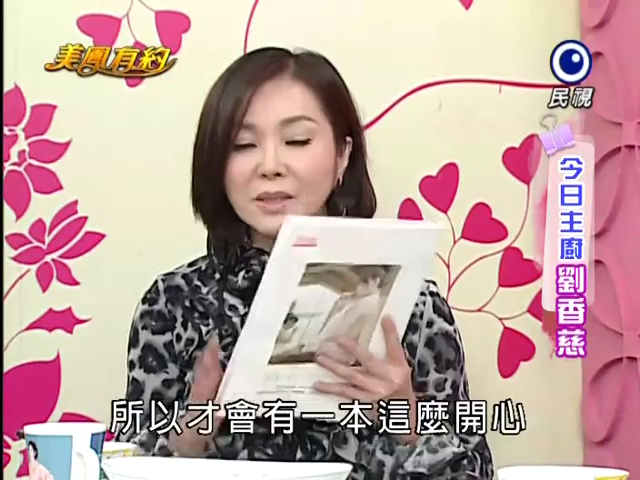 美鳳有約
民視
今日主廚劉香慈
所以才會有一本這麼開心